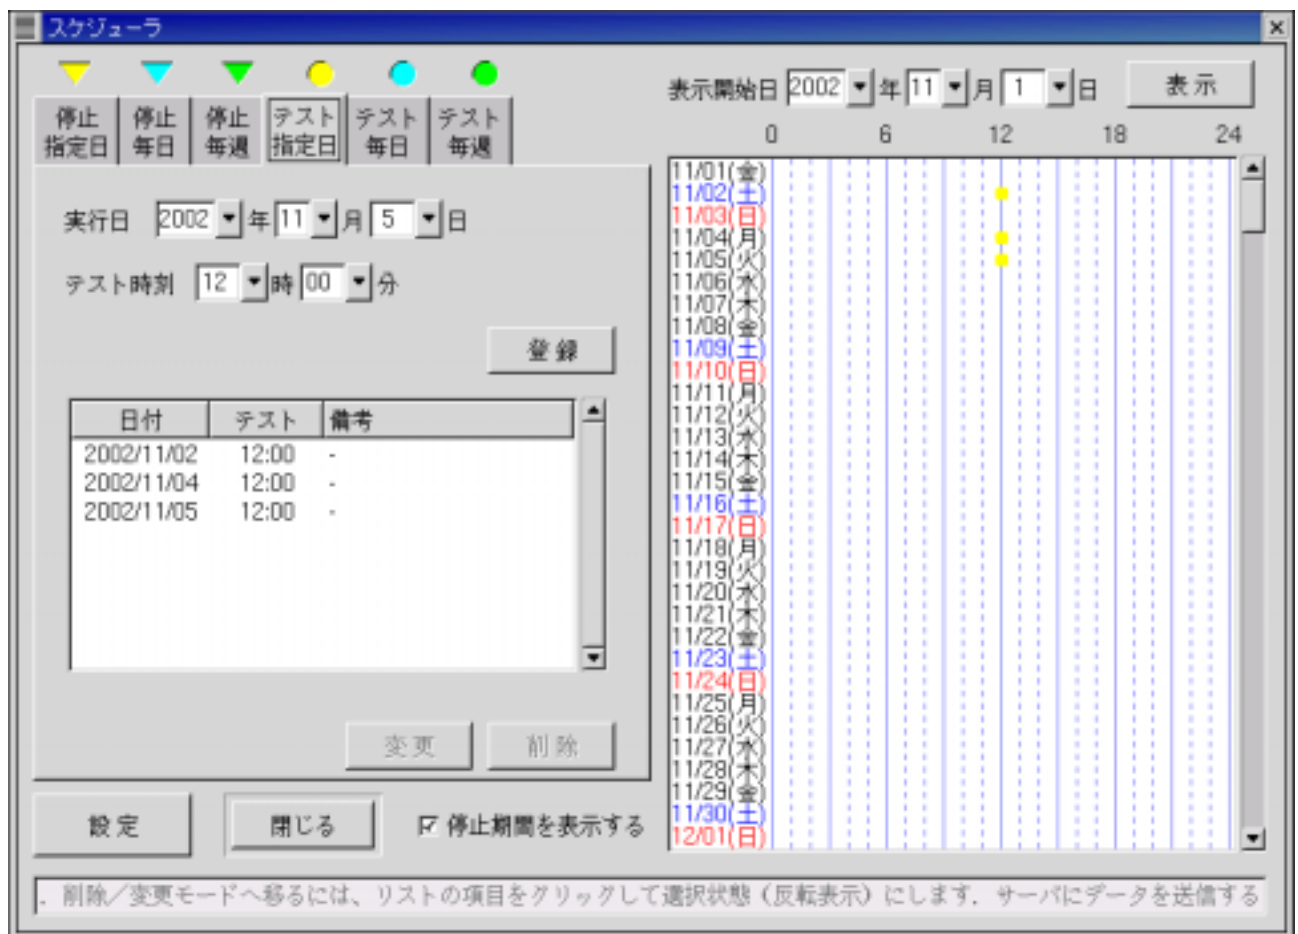 スケジューラ
停止 指定日
停止 毎日
停止 毎週
テスト 指定日
テスト 毎日
テスト 毎週
実行日 2002 年 11 月 5 日
テスト時刻 12 時 00 分
登録
日付 テスト 備考
2002/11/02 12:00 -
2002/11/04 12:00 -
2002/11/05 12:00 -
変更 削除
設定 閉じる 停止期間を表示する
表示開始日 2002 年 11 月 1 日 表示
0 6 12 18 24
11/01(金)
11/02(土)
11/03(日)
11/04(月)
11/05(火)
11/06(水)
11/07(木)
11/08(金)
11/09(土)
11/10(日)
11/11(月)
11/12(火)
11/13(水)
11/14(木)
11/15(金)
11/16(土)
11/17(日)
11/18(月)
11/19(火)
11/20(水)
11/21(木)
11/22(金)
11/23(土)
11/24(日)
11/25(月)
11/26(火)
11/27(水)
11/28(木)
11/29(金)
11/30(土)
12/01(日)
．削除／変更モードへ移るには、リストの項目をクリックして選択状態（反転表示）にします．サーバにデータを送信する